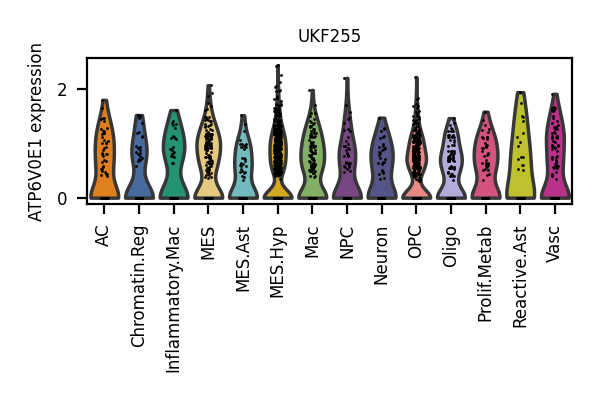 UKF255
ATP6V0E1 expression
2
0
AC
Chromatin.Reg
Inflammatory.Mac
MES
MES.Ast
MES.Hyp
Mac
NPC
Neuron
OPC
Oligo
Prolif.Metab
Reactive.Ast
Vasc